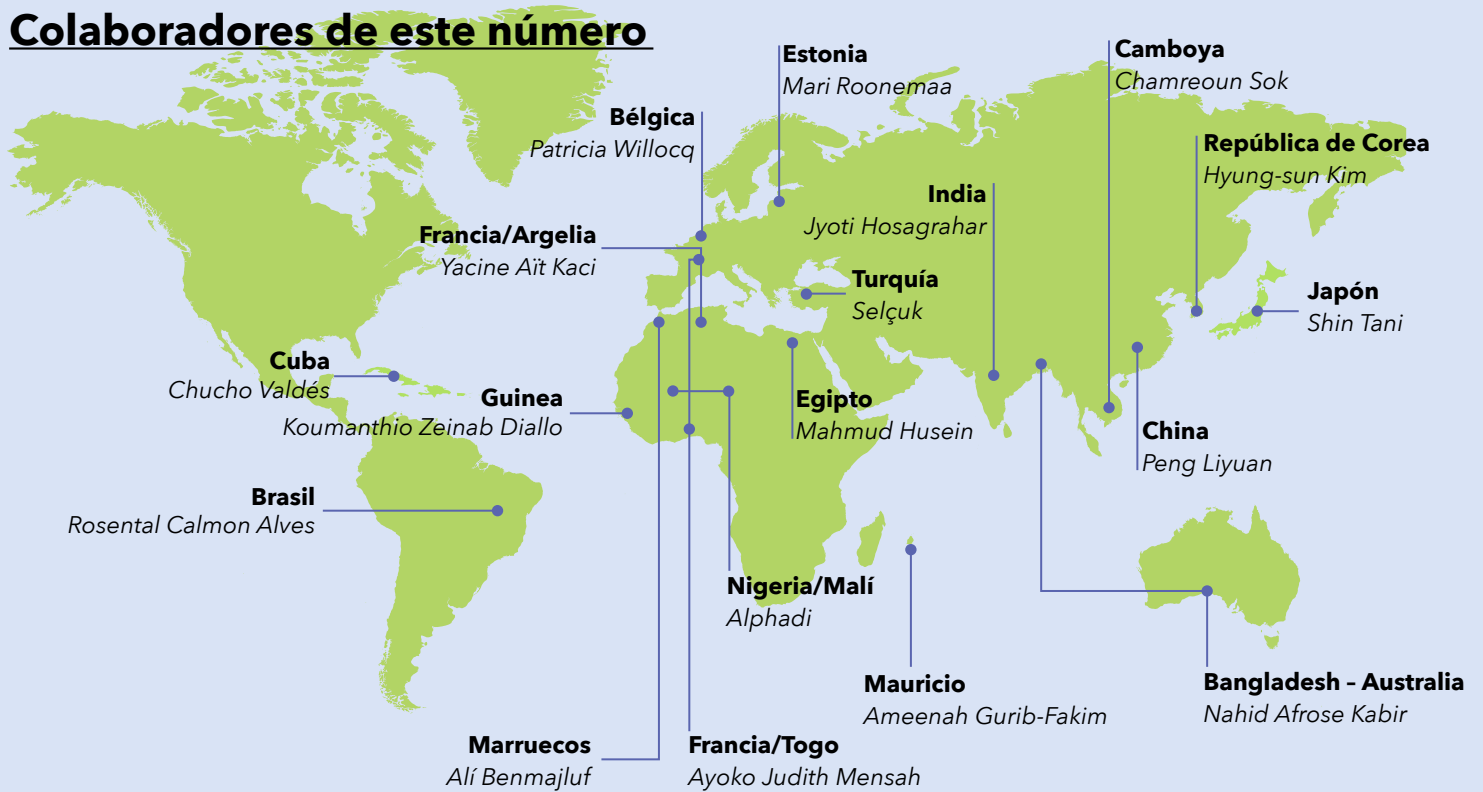 Colaboradores de este número
Estonia
Mari Roonemaa
Camboya
Chamreoun Sok
Bélgica
Patricia Willocq
República de Corea
Hyung-sun Kim
India
Jyoti Hosagrahar
Francia/Argelia
Yacine Aït Kaci
Turquía
Selçuk
Japón
Shin Tani
Cuba
Chucho Valdés
Guinea
Koumanthio Zeinab Diallo
Egipto
Mahmud Husein
China
Peng Liyuan
Brasil
Rosental Calmon Alves
Nigeria/Malí
Alphadi
Mauricio
Ameenah Gurib-Fakim
Bangladesh – Australia
Nahid Afrose Kabir
Marruecos
Alí Benmajluf
Francia/Togo
Ayoko Judith Mensah